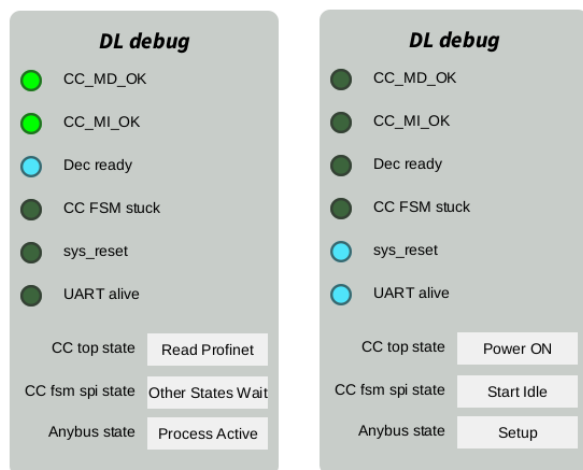 DL debug
CC_MD_OK
CC_MI_OK
Dec ready
CC FSM stuck
sys_reset
UART alive
CC top state Read Profinet
CC fsm spi state Other States Wait
Anybus state Process Active
DL debug
CC_MD_OK
CC_MI_OK
Dec ready
CC FSM stuck
sys_reset
UART alive
CC top state Power ON
CC fsm spi state Start Idle
Anybus state Setup